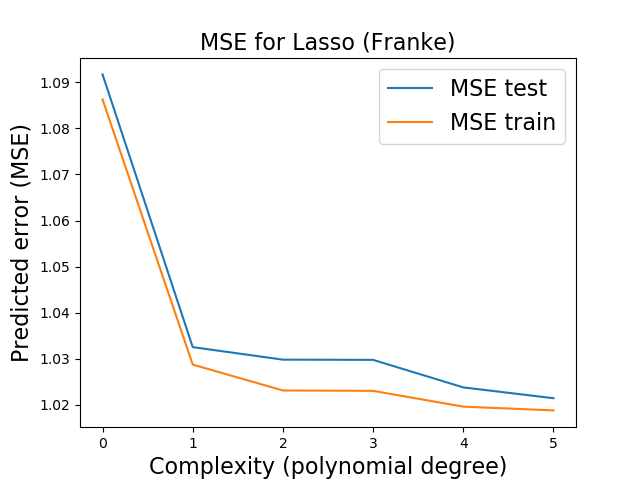 MSE for Lasso (Franke)
MSE test
MSE train
Predicted error (MSE)
1.09
1.08
1.07
1.06
1.05
1.04
1.03
1.02
0 1 2 3 4 5
Complexity (polynomial degree)